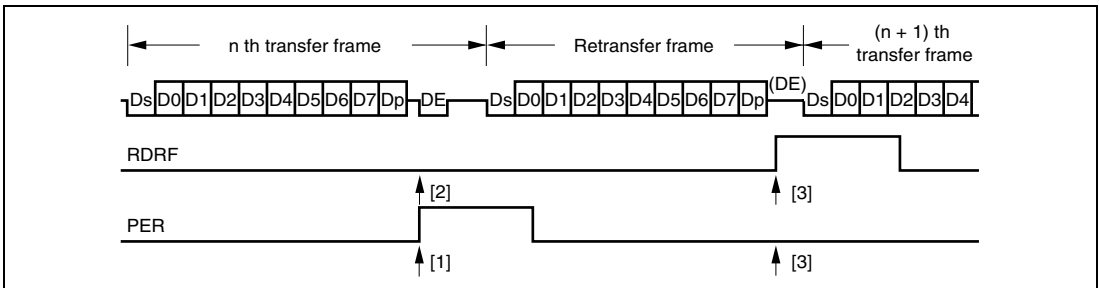 n th transfer frame
Retransfer frame
(n + 1) th
transfer frame
Ds D0 D1 D2 D3 D4 D5 D6 D7 Dp DE Ds D0 D1 D2 D3 D4 D5 D6 D7 Dp (DE) Ds D0 D1 D2 D3 D4
RDRF
[2] [3]
PER
[1] [3]